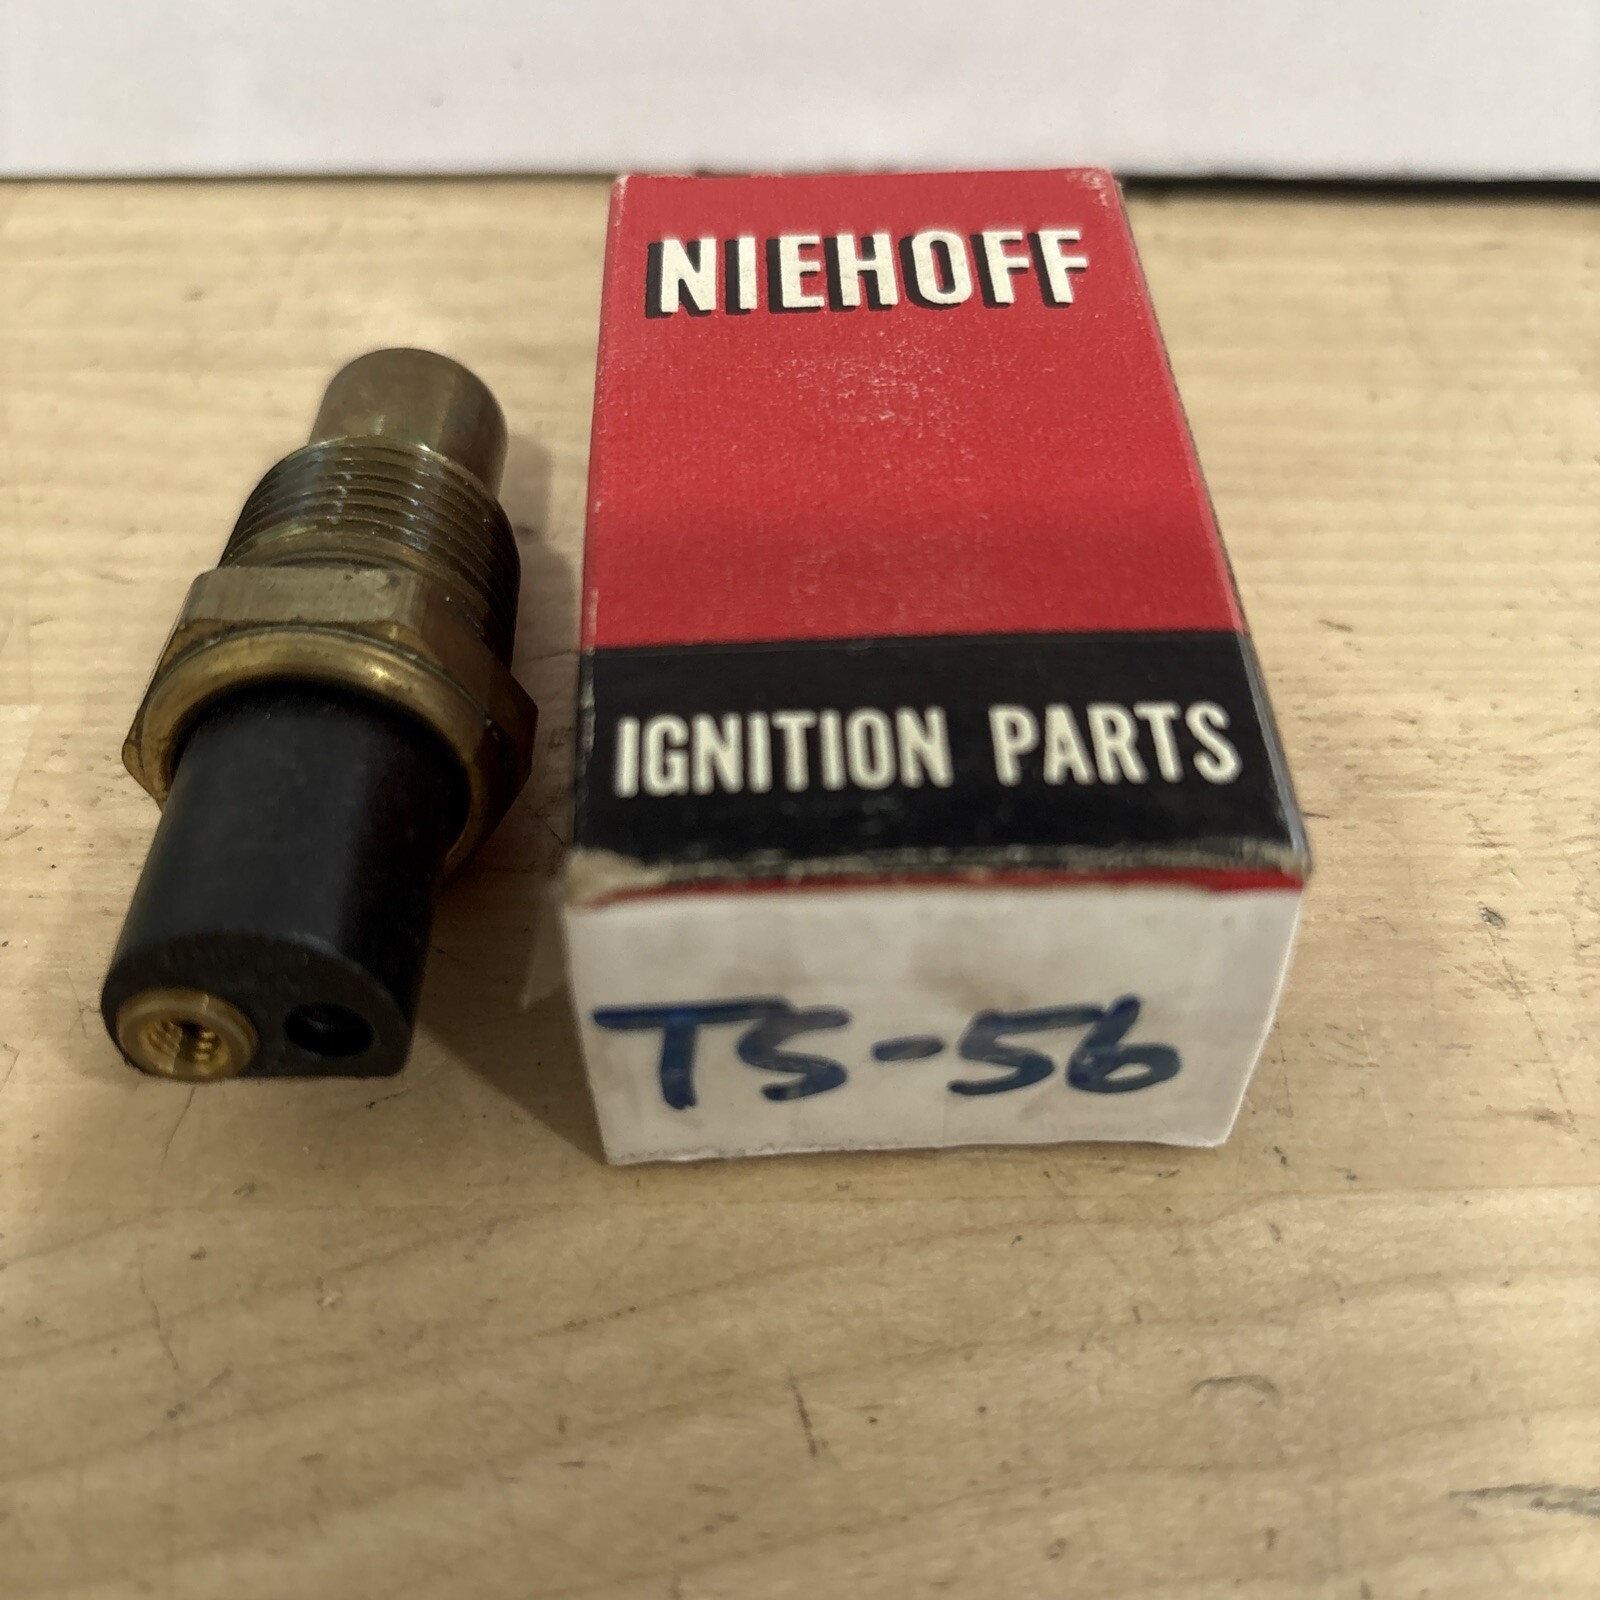 NIEHOFF
IGNITION PARTS
TS-56